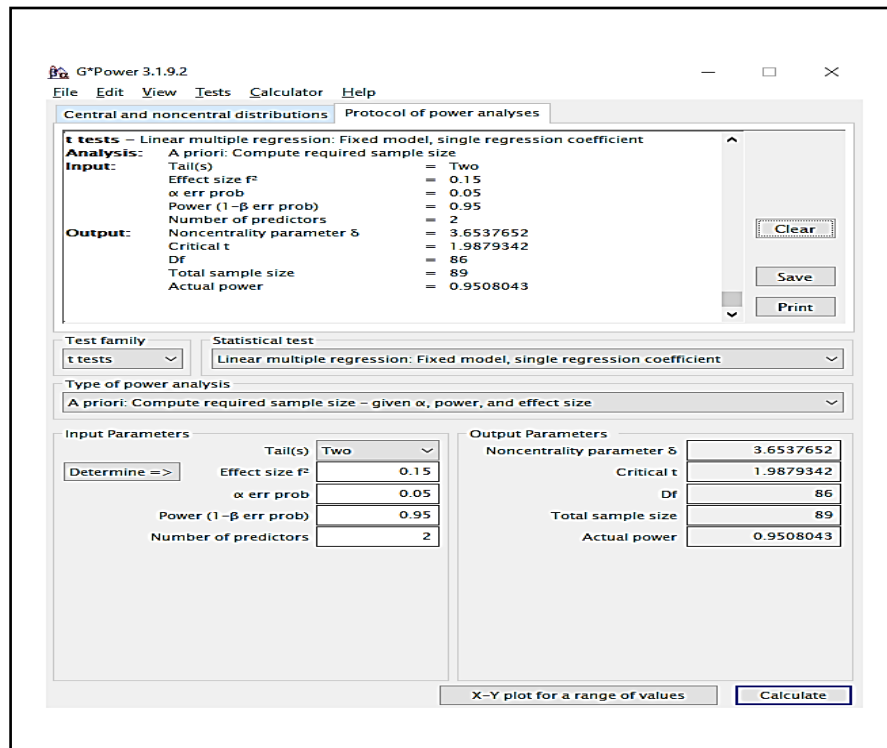 G*Power 3.1.9.2
File Edit View Tests Calculator Help
Central and noncentral distributions Protocol of power analyses
t tests – Linear multiple regression: Fixed model, single regression coefficient
Analysis: A priori: Compute required sample size
Input: Tail(s) = Two
Effect size f² = 0.15
α err prob = 0.05
Power (1-β err prob) = 0.95
Number of predictors = 2
Output: Noncentrality parameter δ = 3.6537652
Critical t = 1.9879342
Df = 86
Total sample size = 89
Actual power = 0.9508043
Clear
Save
Print
Test family Statistical test
t tests Linear multiple regression: Fixed model, single regression coefficient
Type of power analysis
A priori: Compute required sample size – given α, power, and effect size
Input Parameters Output Parameters
Tail(s) Two Noncentrality parameter δ 3.6537652
Determine => Effect size f² 0.15 Critical t 1.9879342
α err prob 0.05 Df 86
Power (1-β err prob) 0.95 Total sample size 89
Number of predictors 2 Actual power 0.9508043
X-Y plot for a range of values Calculate